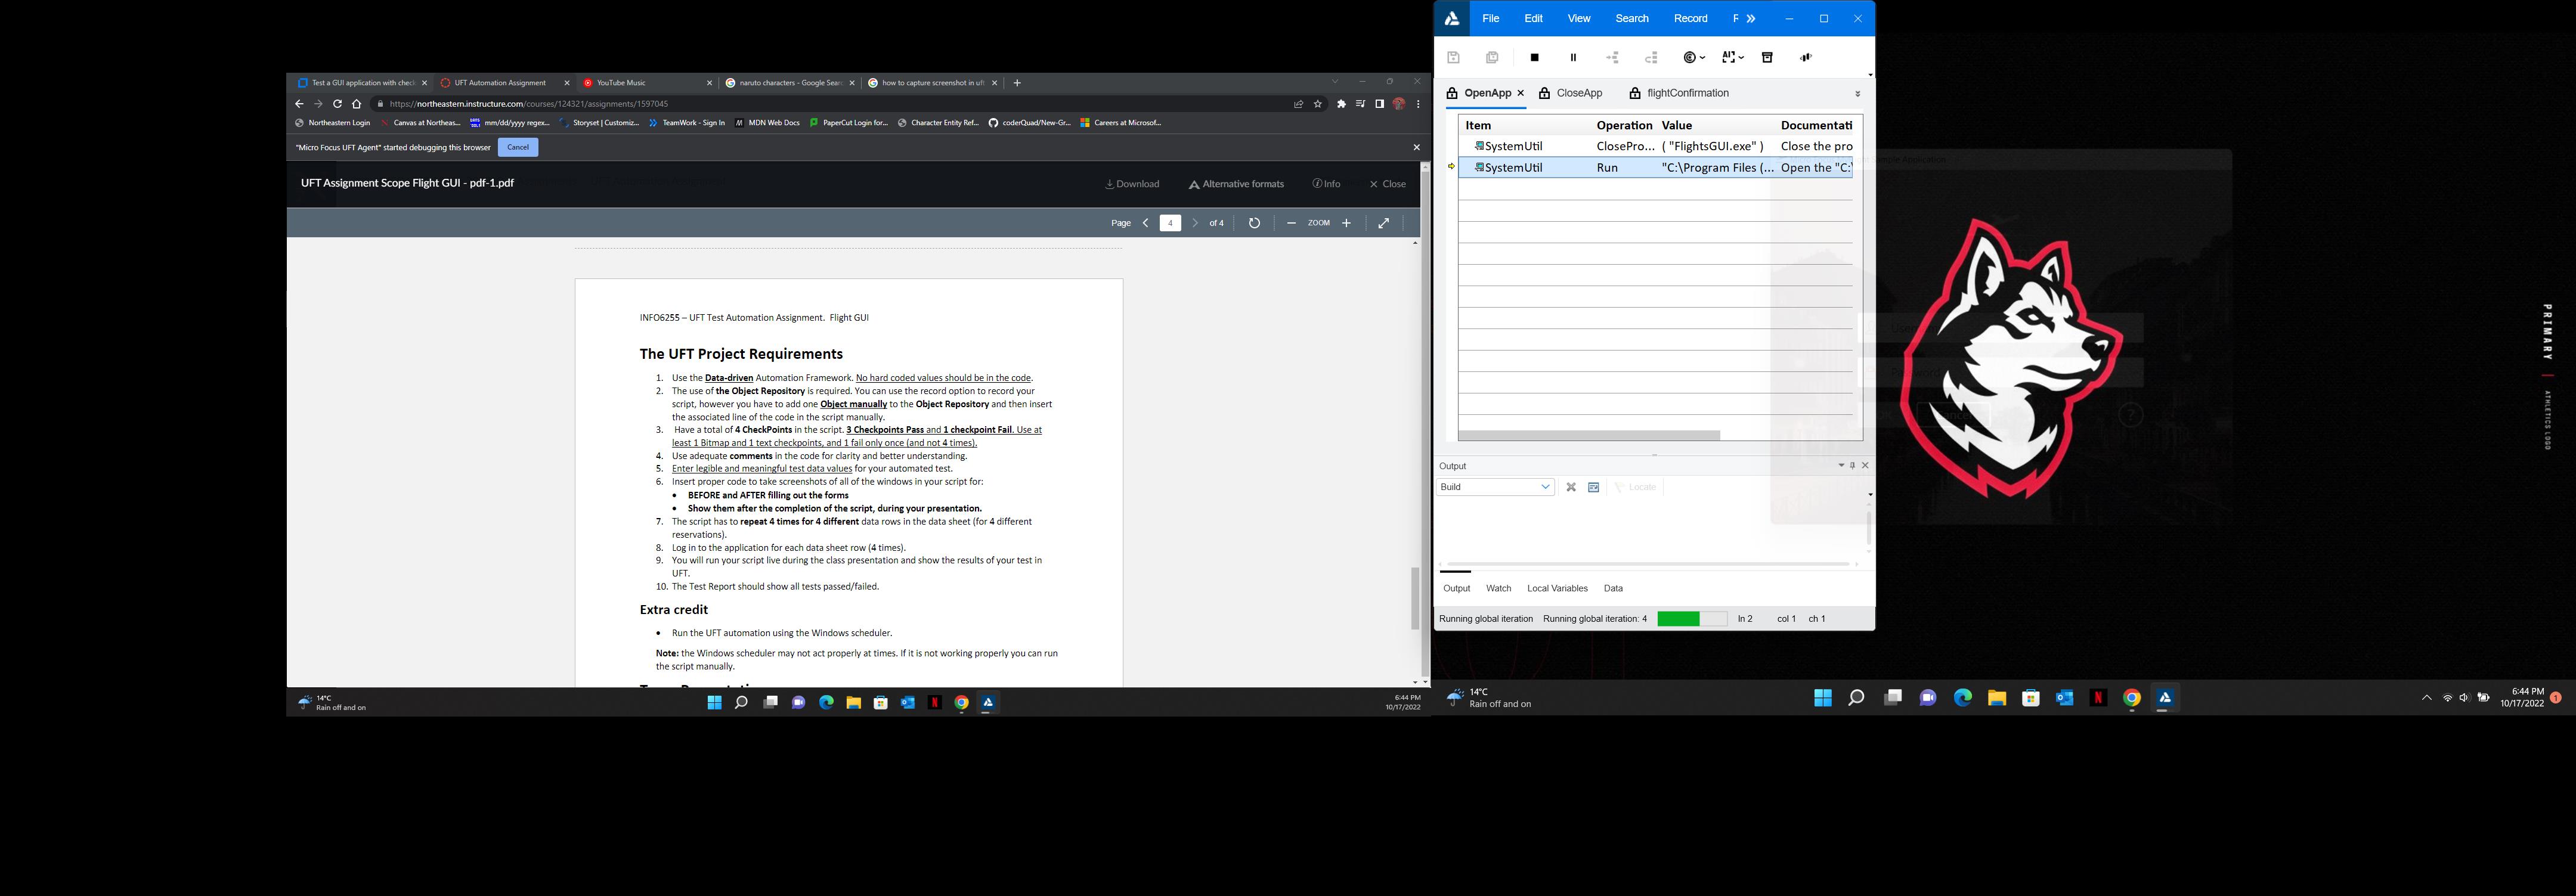 Test a GUI application with check
UFT Automation Assignment
YouTube Music
naruto characters - Google Sear
how to capture screenshot in uft
https://northeastern.instructure.com/courses/124321/assignments/1597045
Northeastern Login
Canvas at Northeas...
mm/dd/yyyy regex...
Storyset | Customiz...
TeamWork - Sign In
MDN Web Docs
PaperCut Login for...
Character Entity Ref...
coderQuad/New-Gr...
Careers at Microsof...
"Micro Focus UFT Agent" started debugging this browser
Cancel
UFT Assignment Scope Flight GUI - pdf-1.pdf
Download
Alternative formats
Info
Close
Page
4
of 4
ZOOM
INFO6255 – UFT Test Automation Assignment. Flight GUI
The UFT Project Requirements
1. Use the Data-driven Automation Framework. No hard coded values should be in the code.
2. The use of the Object Repository is required. You can use the record option to record your
script, however you have to add one Object manually to the Object Repository and then insert
the associated line of the code in the script manually.
3. Have a total of 4 CheckPoints in the script. 3 Checkpoints Pass and 1 checkpoint Fail. Use at
least 1 Bitmap and 1 text checkpoints, and 1 fail only once (and not 4 times).
4. Use adequate comments in the code for clarity and better understanding.
5. Enter legible and meaningful test data values for your automated test.
6. Insert proper code to take screenshots of all of the windows in your script for:
• BEFORE and AFTER filling out the forms
• Show them after the completion of the script, during your presentation.
7. The script has to repeat 4 times for 4 different data rows in the data sheet (for 4 different
reservations).
8. Log in to the application for each data sheet row (4 times).
9. You will run your script live during the class presentation and show the results of your test in
UFT.
10. The Test Report should show all tests passed/failed.
Extra credit
• Run the UFT automation using the Windows scheduler.
Note: the Windows scheduler may not act properly at times. If it is not working properly you can run
the script manually.
14°C
Rain off and on
6:44 PM
10/17/2022
File
Edit
View
Search
Record
OpenApp
CloseApp
flightConfirmation
Item
Operation
Value
Documentati
SystemUtil
ClosePro...
( "FlightsGUI.exe" )
Close the pro
SystemUtil
Run
"C:\Program Files (...
Open the "C:\
Output
Build
Locate
Output
Watch
Local Variables
Data
Running global iteration
Running global iteration: 4
ln 2
col 1
ch 1
Sample Application
Password
PRIMARY
ATHLETICS LOGO
14°C
Rain off and on
6:44 PM
10/17/2022
1